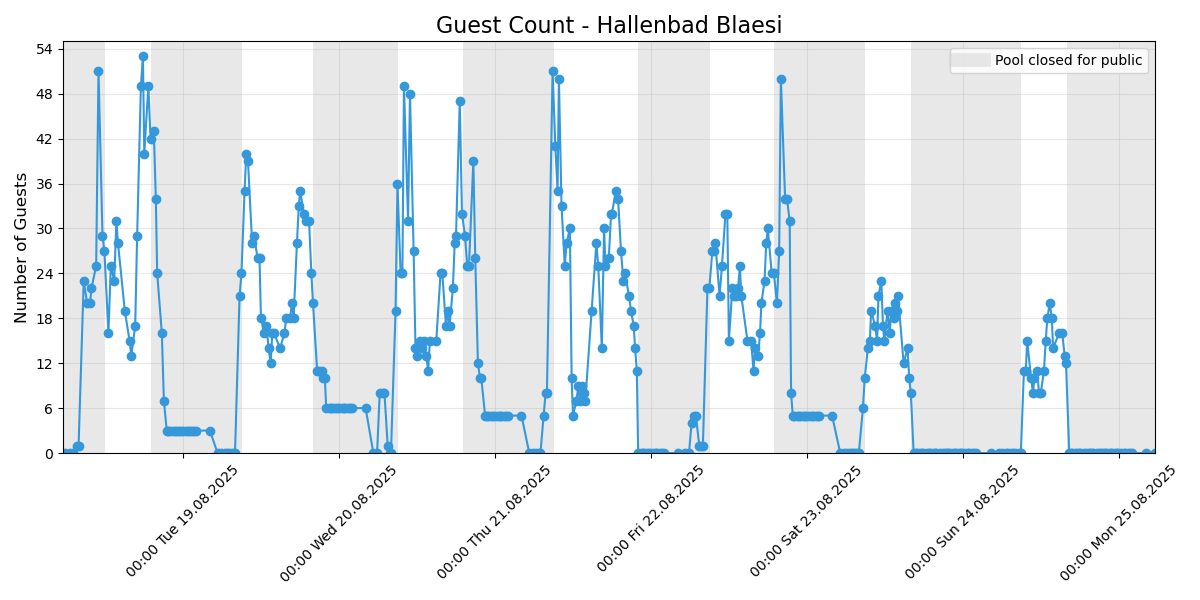 Guest Count - Hallenbad Blaesi
Pool closed for public
Number of Guests
54
48
42
36
30
24
18
12
6
0
00:00 Tue 19.08.2025
00:00 Wed 20.08.2025
00:00 Thu 21.08.2025
00:00 Fri 22.08.2025
00:00 Sat 23.08.2025
00:00 Sun 24.08.2025
00:00 Mon 25.08.2025